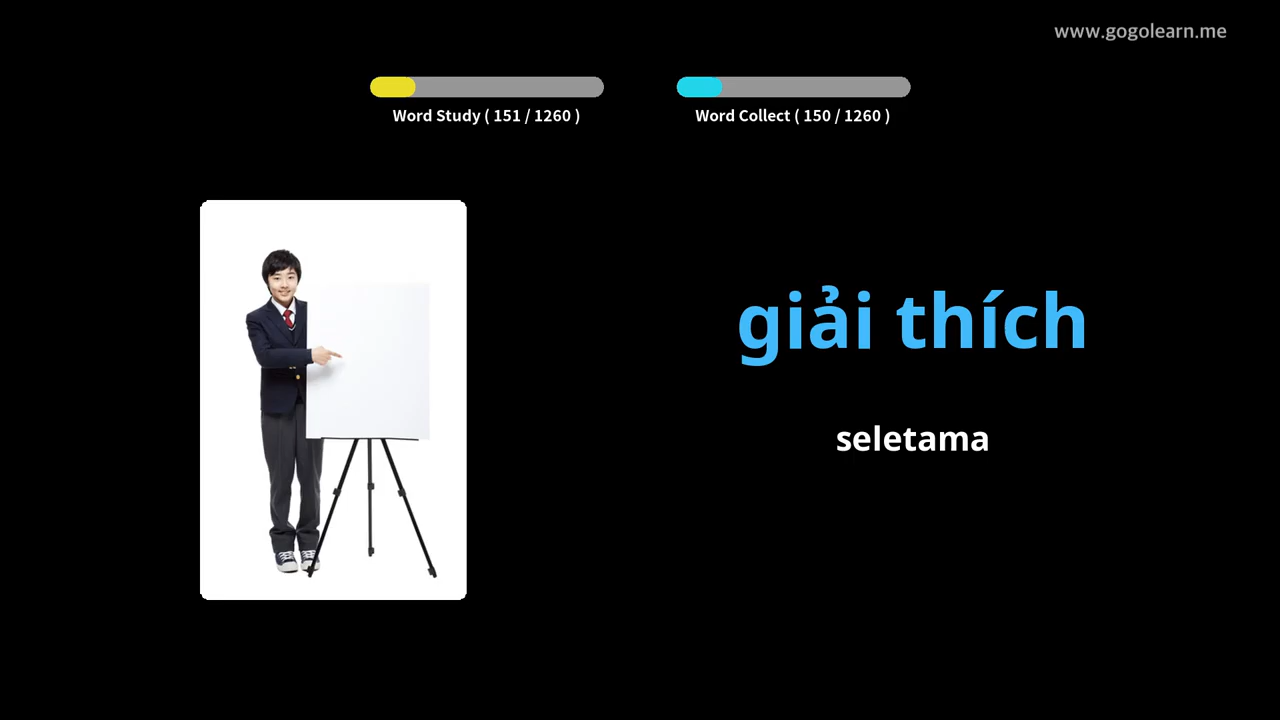 www.gogolearn.me
Word Study ( 151 / 1260 )
Word Collect ( 150 / 1260 )
giải thích
seletama